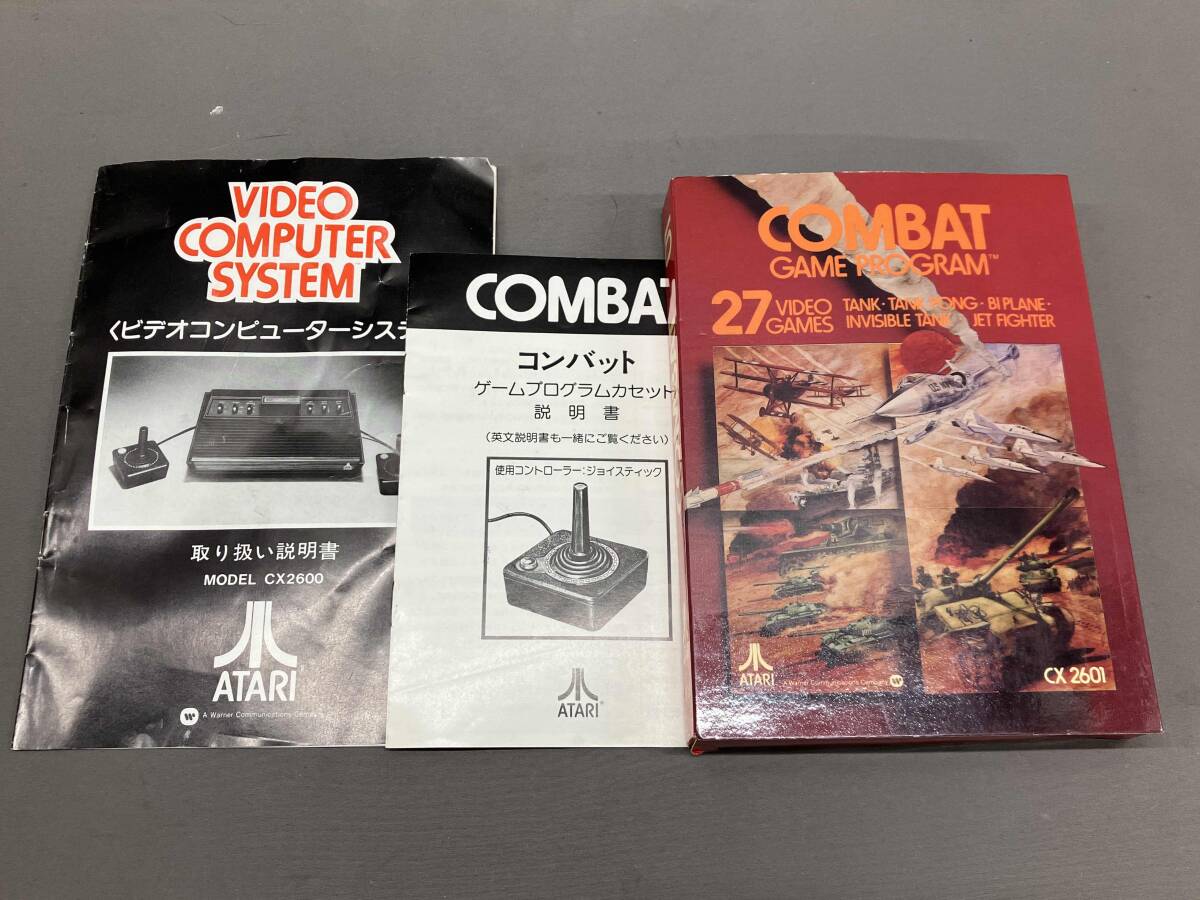 VIDEO
COMPUTER
SYSTEM™
〈ビデオコンピューターシステ
取り扱い説明書
MODEL CX2600
ATARI
A Warner Communications Company
COMBAT
コンバット
ゲームプログラムカセット
説明書
(英文説明書も一緒にご覧ください)
使用コントローラー:ジョイスティック
ATARI®
COMBAT
GAME PROGRAM™
27 VIDEO GAMES
TANK · TANK-PONG · BI PLANE ·
INVISIBLE TANK · JET FIGHTER
ATARI
A Warner Communications Company
CX 2601